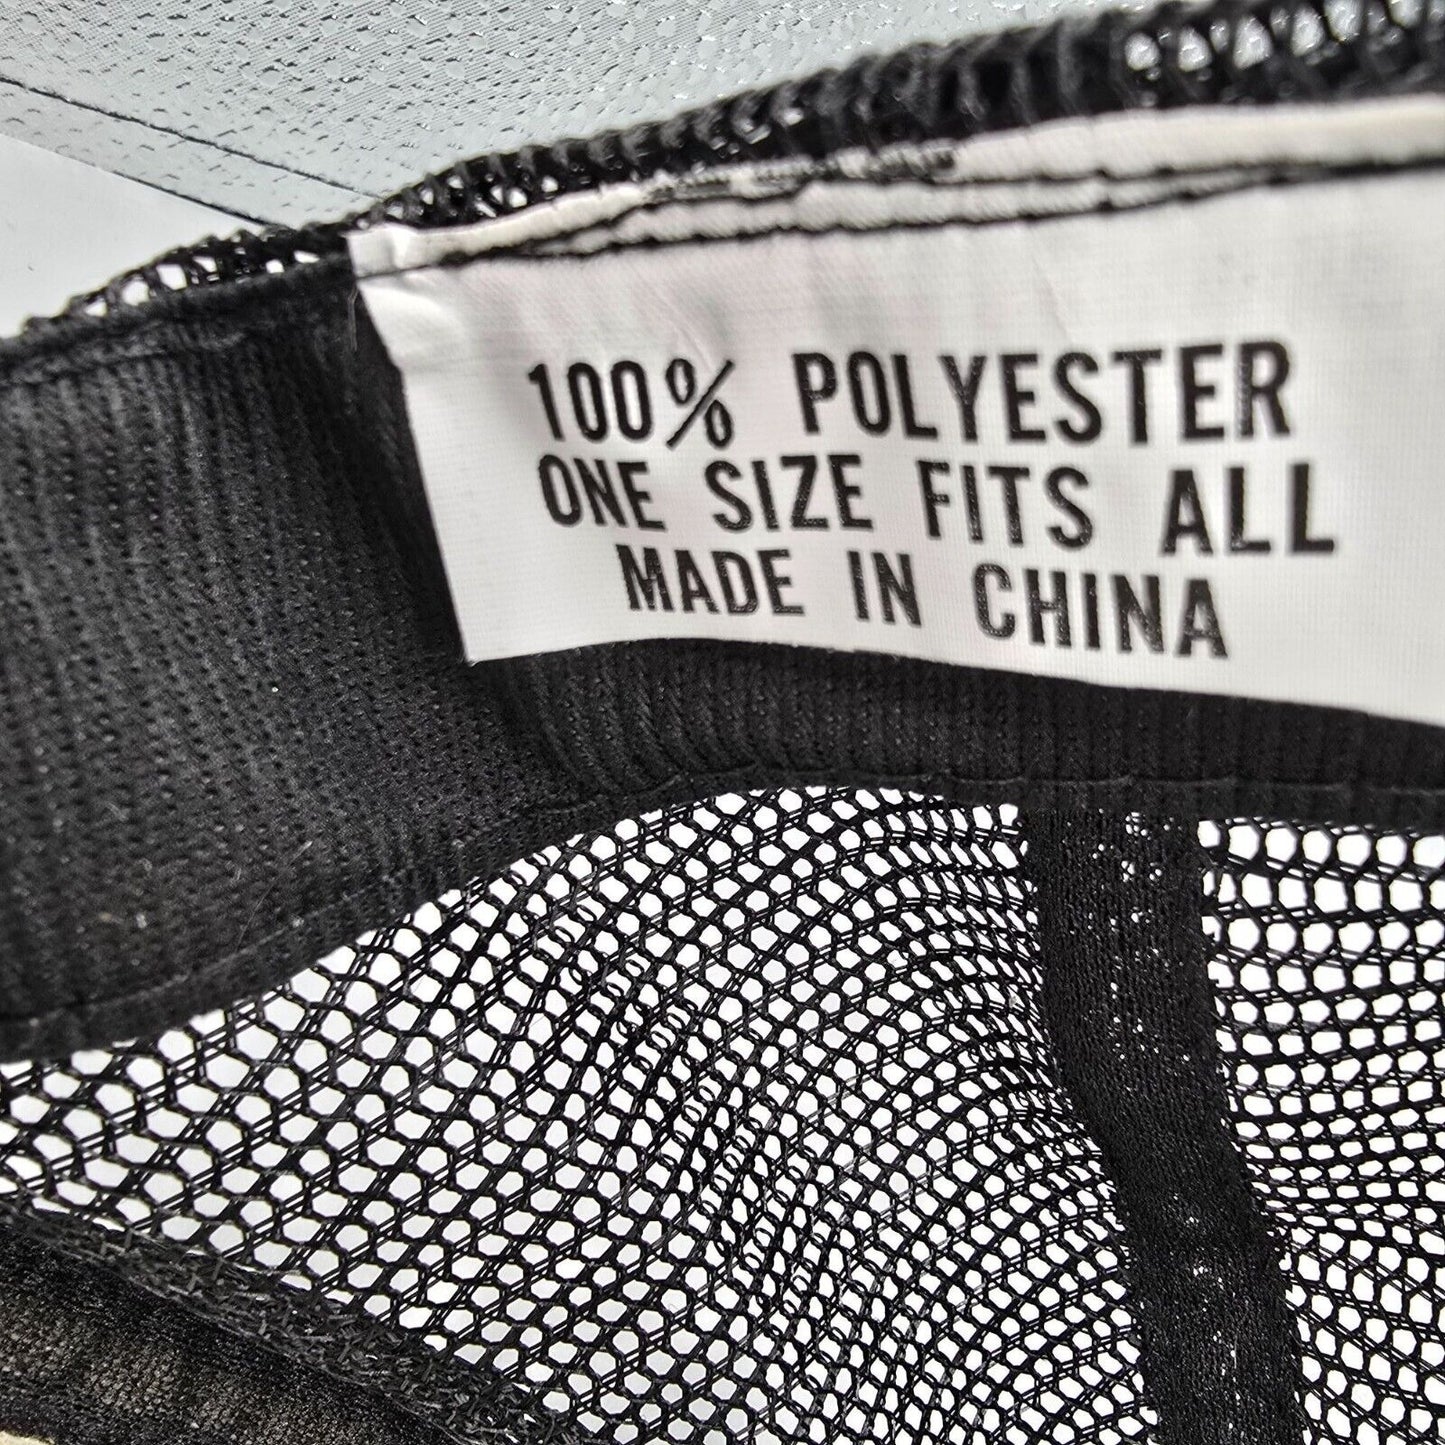 100% POLYESTER
ONE SIZE FITS ALL
MADE IN CHINA